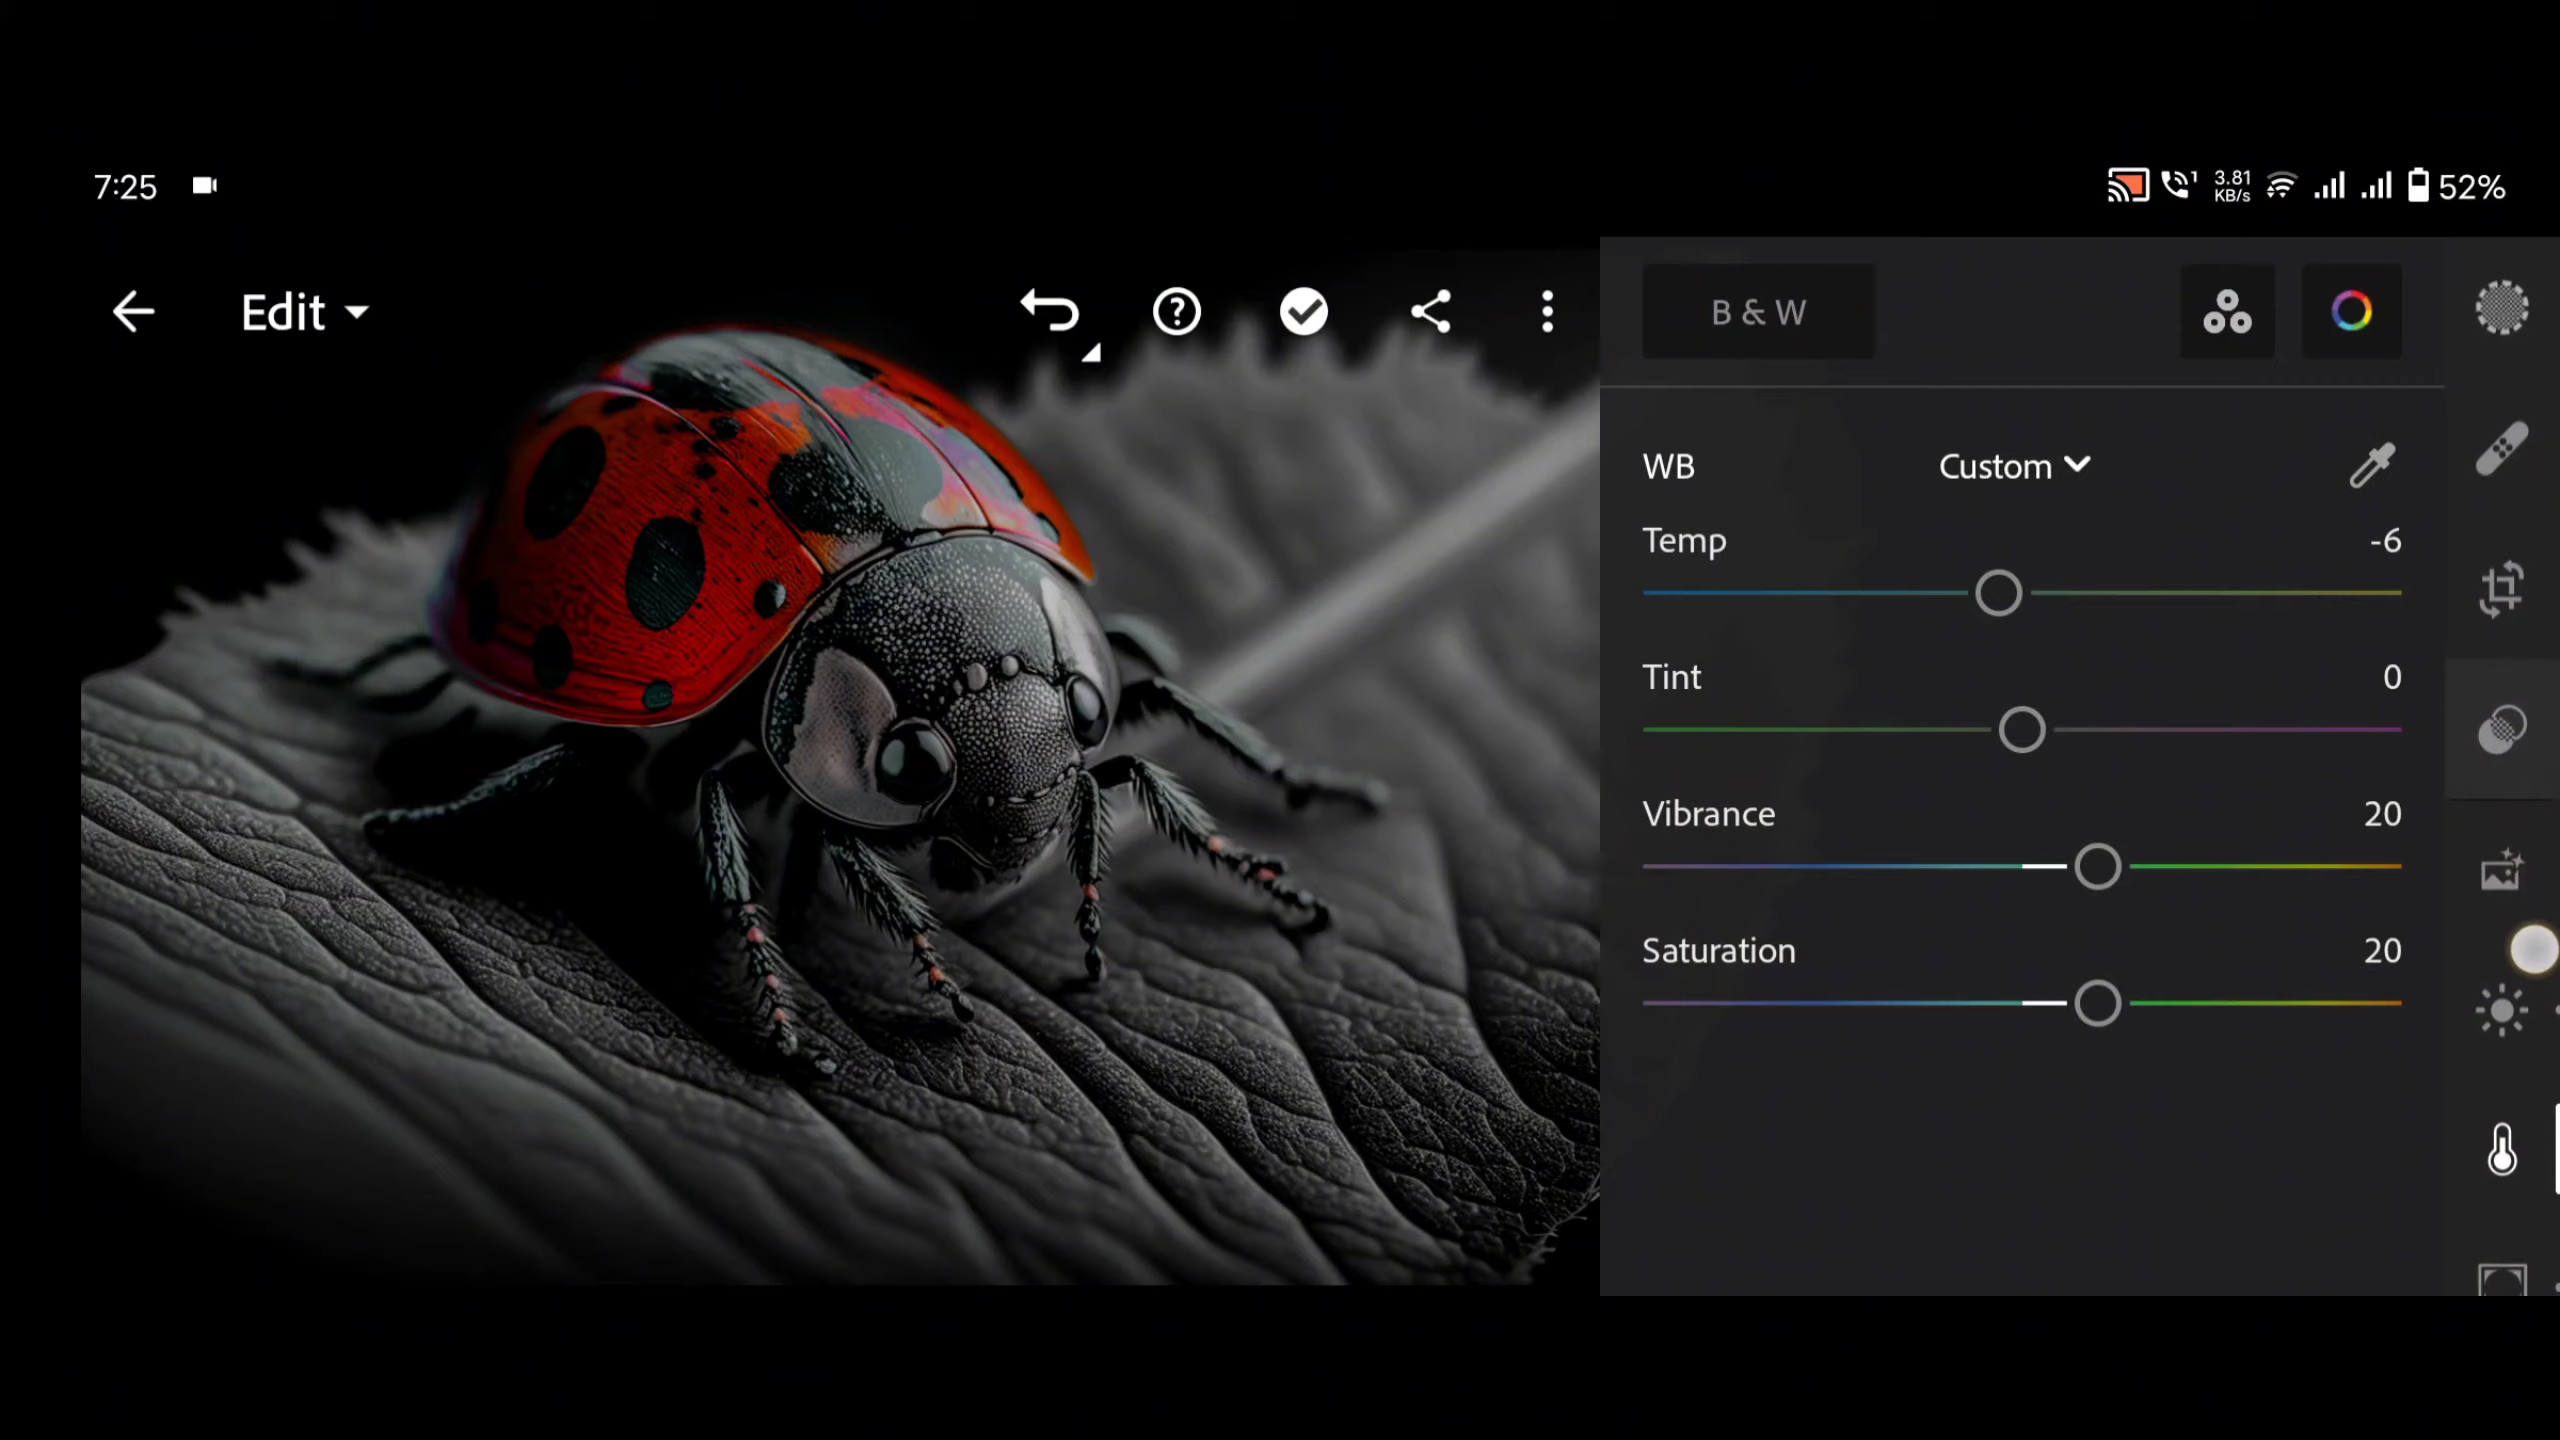 7:25
3.81
KB/s
52%
Edit
B & W
WB
Custom
Temp
-6
Tint
0
Vibrance
20
Saturation
20